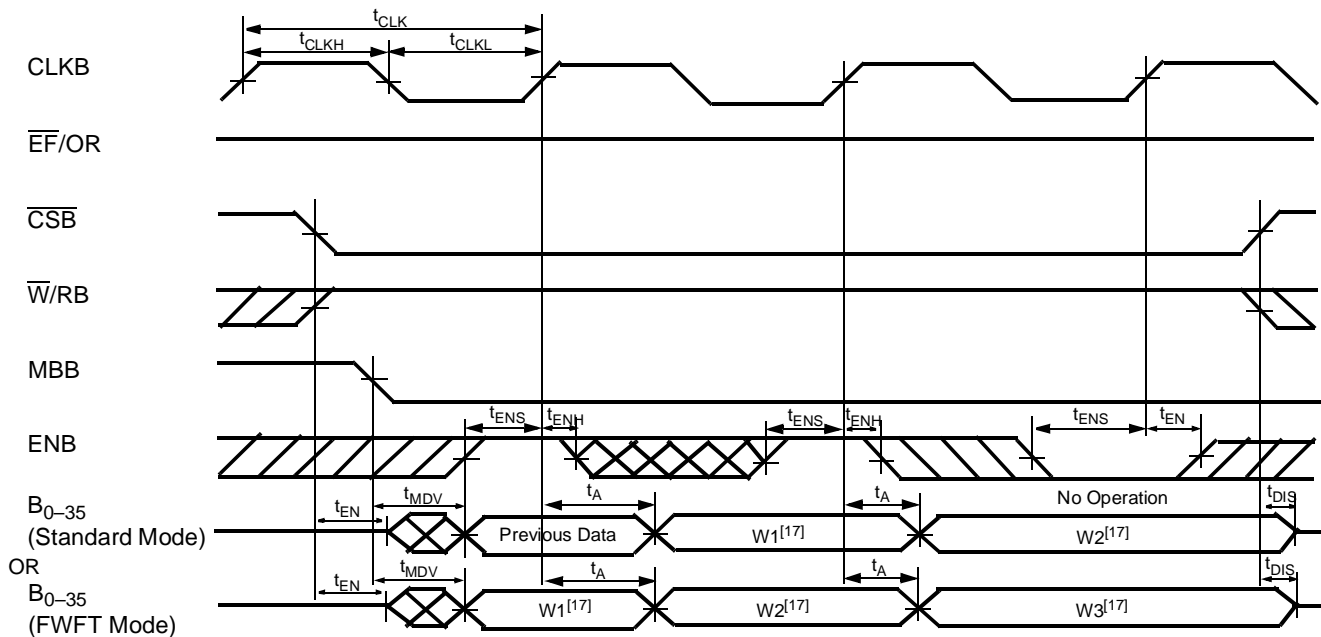 tCLK
tCLKH tCLKL
CLKB
EF/OR
CSB
W/RB
MBB
tENS tENH tENS tENH tENS tEN
ENB
tEN tMDV tA tA No Operation tDIS
B0–35
(Standard Mode)
Previous Data W1[17] W2[17]
OR
tEN tMDV tA tA tDIS
B0–35
(FWFT Mode)
W1[17] W2[17] W3[17]